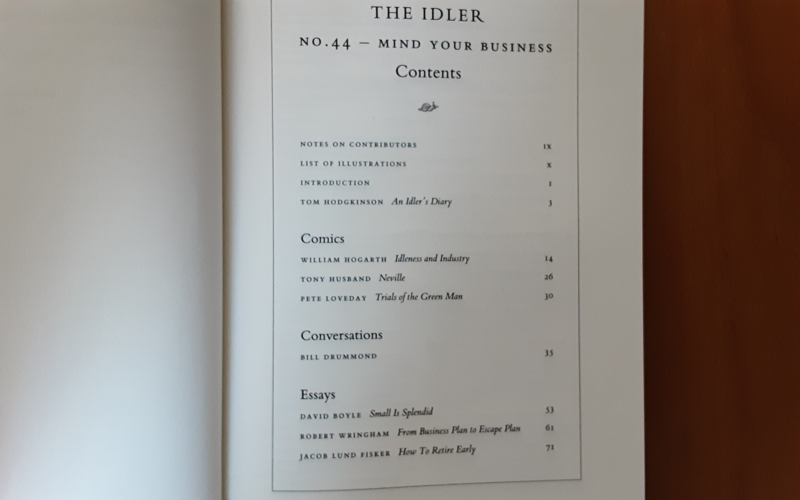 THE IDLER
NO.44 – MIND YOUR BUSINESS
Contents
NOTES ON CONTRIBUTORS ix
LIST OF ILLUSTRATIONS x
INTRODUCTION 1
TOM HODGKINSON An Idler's Diary 3
Comics
WILLIAM HOGARTH Idleness and Industry 14
TONY HUSBAND Neville 26
PETE LOVEDAY Trials of the Green Man 30
Conversations
BILL DRUMMOND 35
Essays
DAVID BOYLE Small Is Splendid 53
ROBERT WRINGHAM From Business Plan to Escape Plan 61
JACOB LUND FISKER How To Retire Early 71